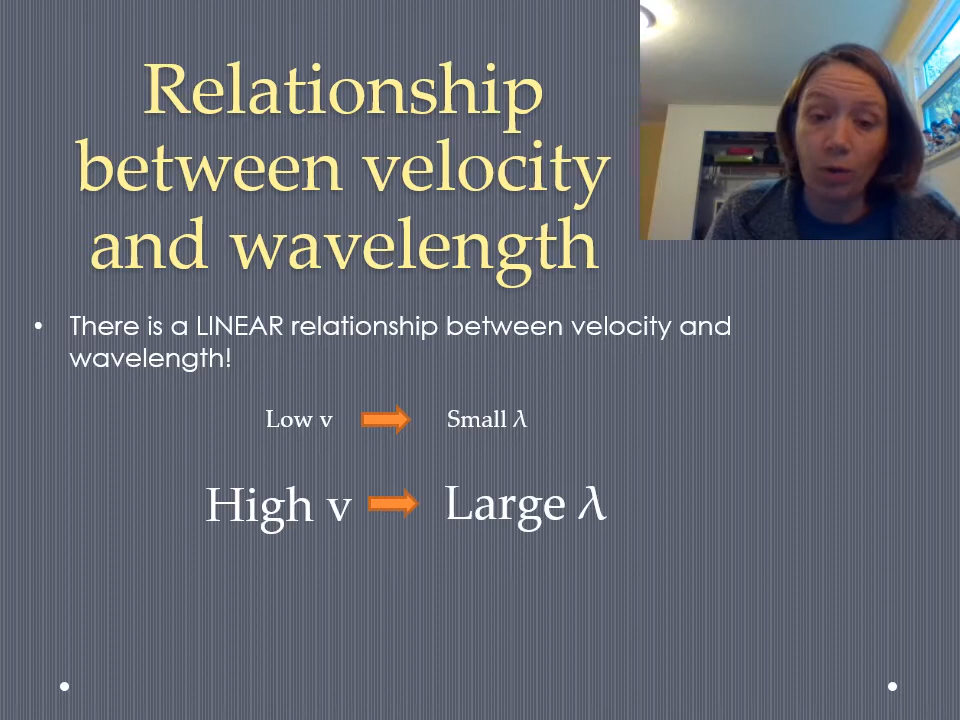 Relationship
between velocity
and wavelength
• There is a LINEAR relationship between velocity and
wavelength!
Low v Small λ
High v Large λ